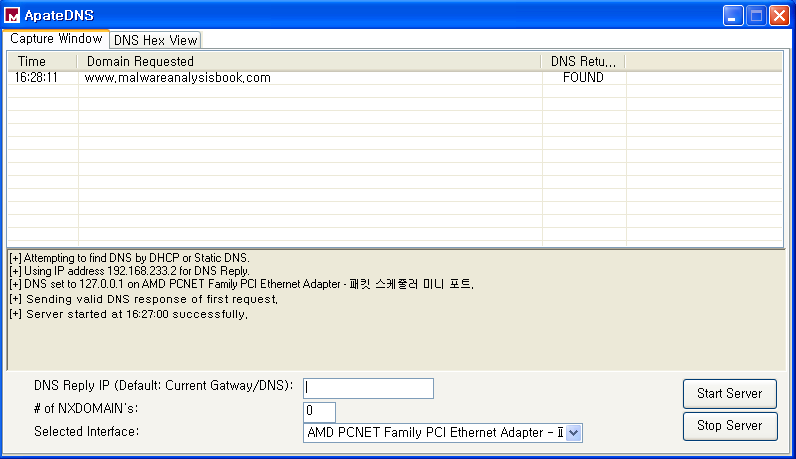 ApateDNS
Capture Window DNS Hex View
Time Domain Requested DNS Retu...
16:28:11 www.malwareanalysisbook.com FOUND
[+] Attempting to find DNS by DHCP or Static DNS.
[+] Using IP address 192.168.233.2 for DNS Reply.
[+] DNS set to 127.0.0.1 on AMD PCNET Family PCI Ethernet Adapter - 패킷 스케줄러 미니 포트.
[+] Sending valid DNS response of first request.
[+] Server started at 16:27:00 successfully.
DNS Reply IP (Default: Current Gatway/DNS):
Start Server
# of NXDOMAIN's: 0
Stop Server
Selected Interface: AMD PCNET Family PCI Ethernet Adapter -